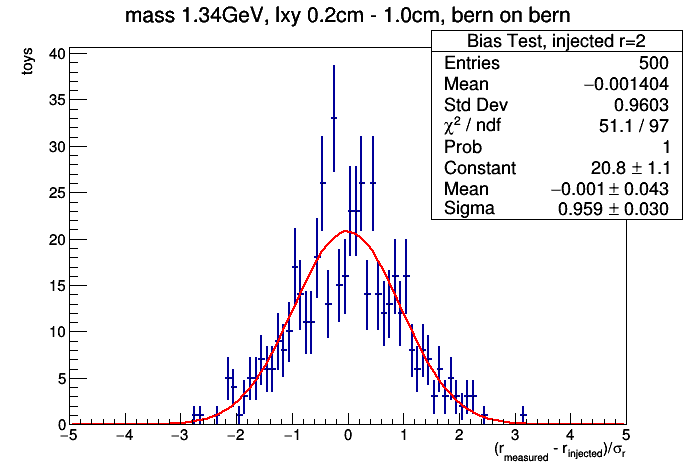 mass 1.34GeV, lxy 0.2cm - 1.0cm, bern on bern
Bias Test, injected r=2
Entries 500
Mean −0.001404
Std Dev 0.9603
χ² / ndf 51.1 / 97
Prob 1
Constant 20.8 ± 1.1
Mean −0.001 ± 0.043
Sigma 0.959 ± 0.030
toys
40
35
30
25
20
15
10
5
0
−5 −4 −3 −2 −1 0 1 2 3 4 5
(r_measured - r_injected)/σ_r